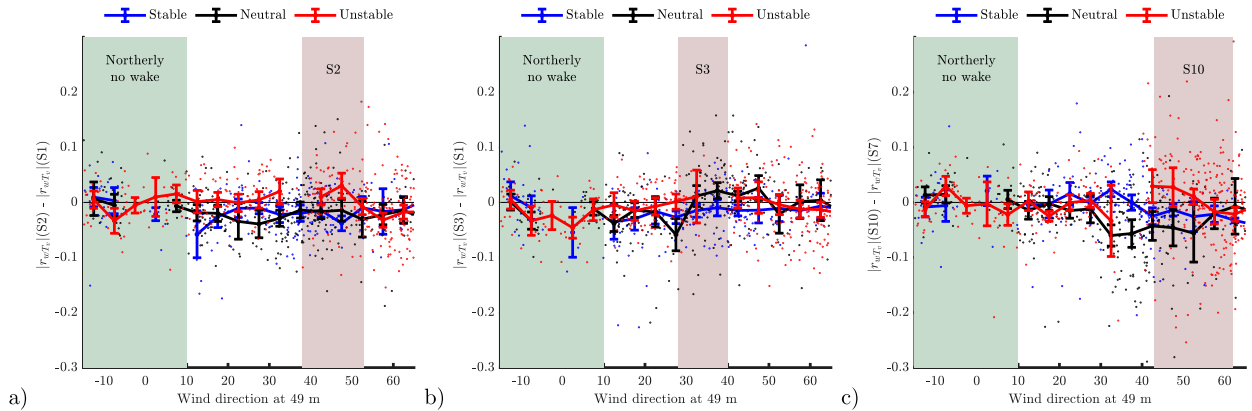 Stable Neutral Unstable
Northerly
no wake
S2
0.2
0.1
0
-0.1
-0.2
-0.3
|r_{wT_v}|(S2) - |r_{wT_v}|(S1)
-10 0 10 20 30 40 50 60
Wind direction at 49 m
a)
Stable Neutral Unstable
Northerly
no wake
S3
0.2
0.1
0
-0.1
-0.2
-0.3
|r_{wT_v}|(S3) - |r_{wT_v}|(S1)
-10 0 10 20 30 40 50 60
Wind direction at 49 m
b)
Stable Neutral Unstable
Northerly
no wake
S10
0.2
0.1
0
-0.1
-0.2
-0.3
|r_{wT_v}|(S10) - |r_{wT_v}|(S7)
-10 0 10 20 30 40 50 60
Wind direction at 49 m
c)